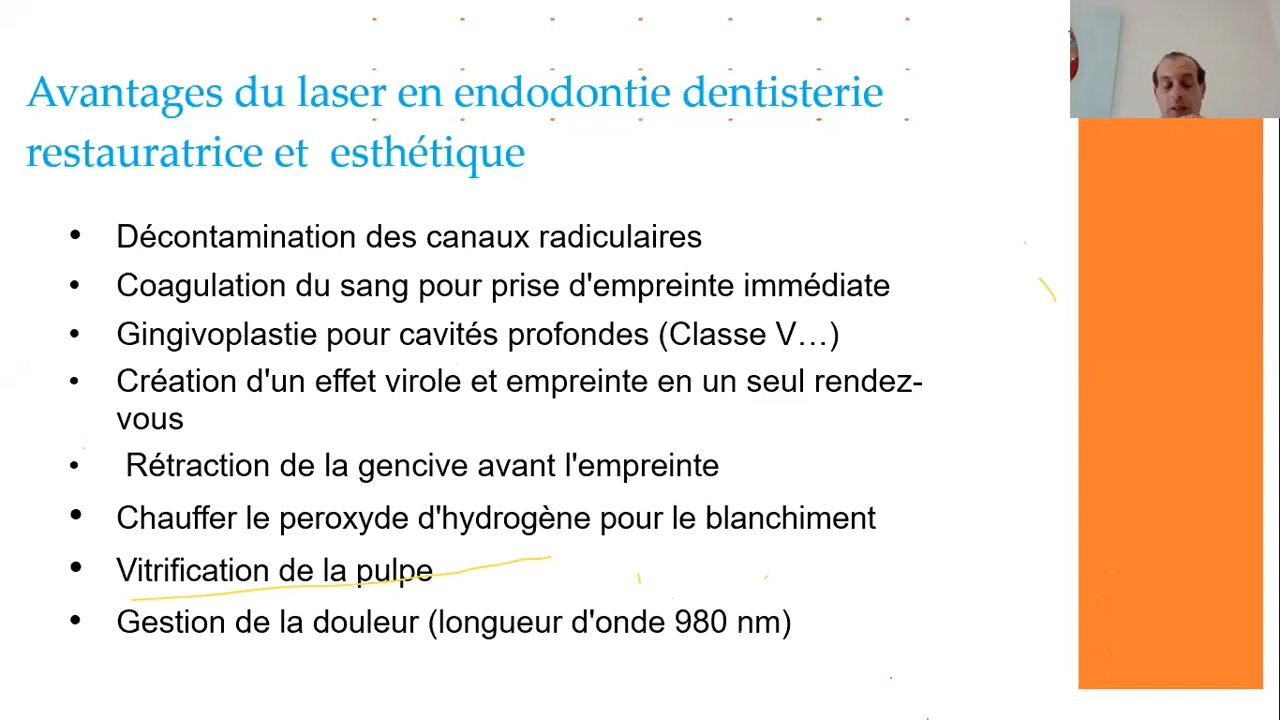 Avantages du laser en endodontie dentisterie
restauratrice et esthétique
• Décontamination des canaux radiculaires
• Coagulation du sang pour prise d'empreinte immédiate
• Gingivoplastie pour cavités profondes (Classe V…)
• Création d'un effet virole et empreinte en un seul rendez-
vous
• Rétraction de la gencive avant l'empreinte
• Chauffer le peroxyde d'hydrogène pour le blanchiment
• Vitrification de la pulpe
• Gestion de la douleur (longueur d'onde 980 nm)